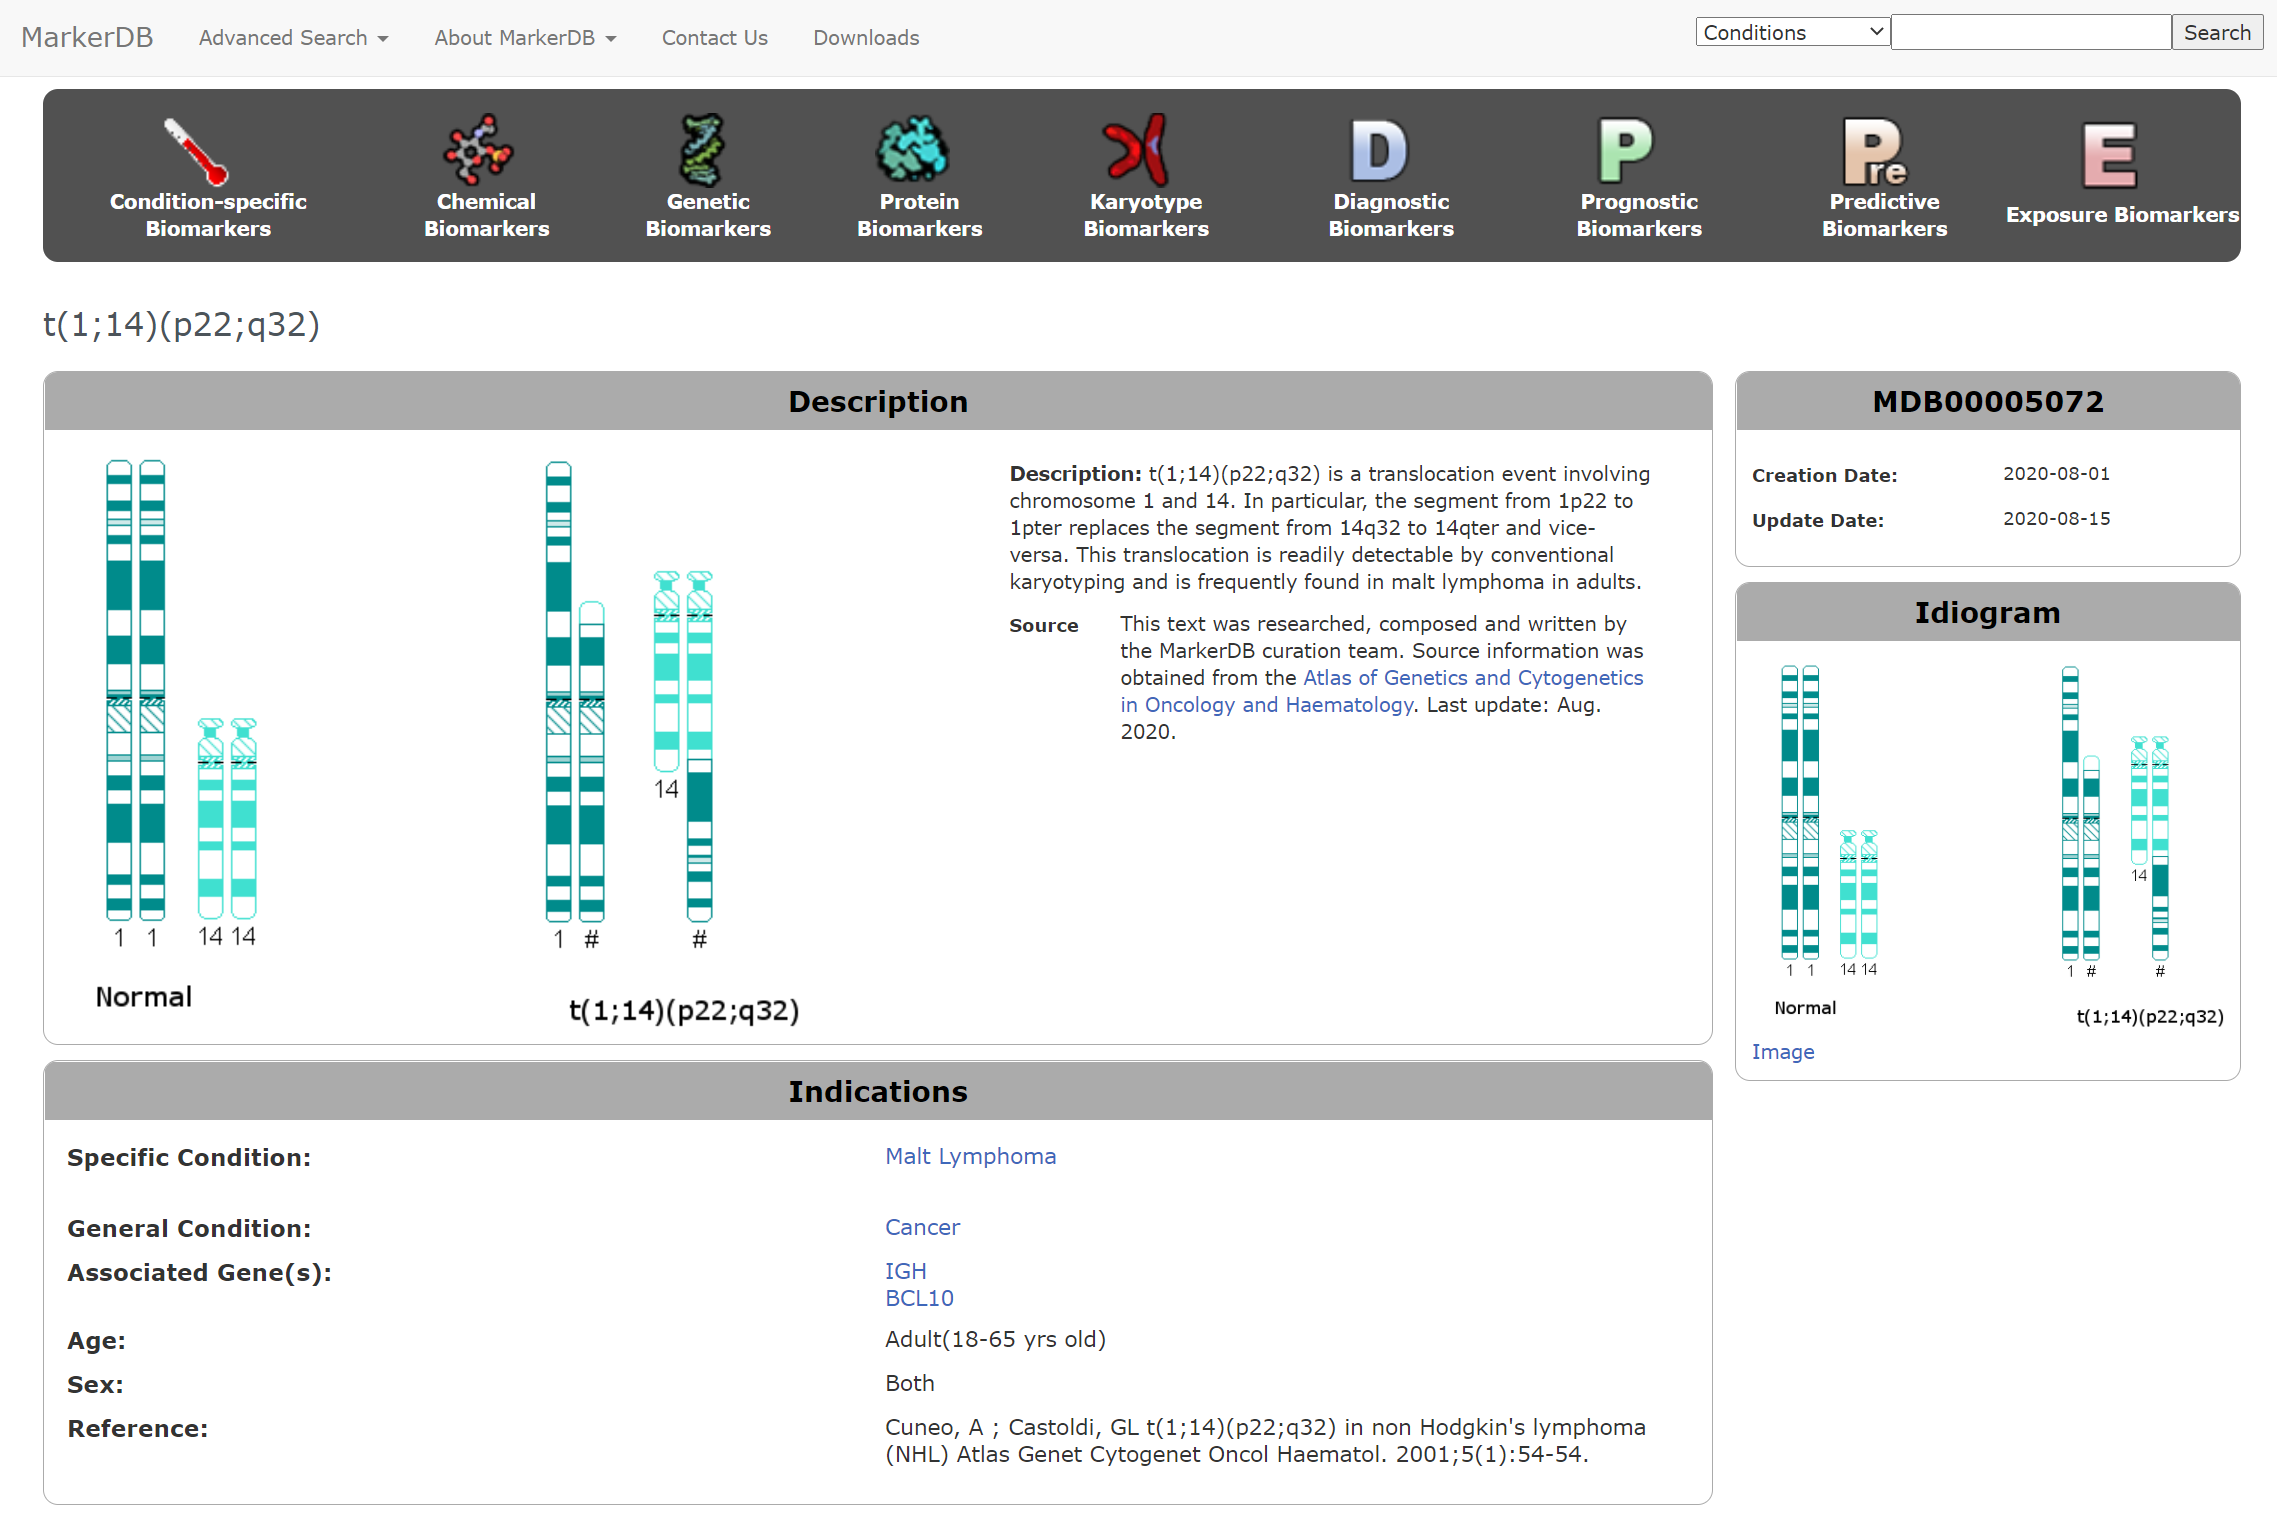 MarkerDB Advanced Search About MarkerDB Contact Us Downloads Conditions Search
Condition-specific
Biomarkers
Chemical
Biomarkers
Genetic
Biomarkers
Protein
Biomarkers
Karyotype
Biomarkers
D
Diagnostic
Biomarkers
P
Prognostic
Biomarkers
Pre
Predictive
Biomarkers
E
Exposure Biomarkers
t(1;14)(p22;q32)
Description
1 1 14 14
Normal
14
1 # #
t(1;14)(p22;q32)
Description: t(1;14)(p22;q32) is a translocation event involving
chromosome 1 and 14. In particular, the segment from 1p22 to
1pter replaces the segment from 14q32 to 14qter and vice-
versa. This translocation is readily detectable by conventional
karyotyping and is frequently found in malt lymphoma in adults.
Source This text was researched, composed and written by
the MarkerDB curation team. Source information was
obtained from the Atlas of Genetics and Cytogenetics
in Oncology and Haematology. Last update: Aug.
2020.
MDB00005072
Creation Date: 2020-08-01
Update Date: 2020-08-15
Idiogram
1 1 14 14
Normal
14
1 # #
t(1;14)(p22;q32)
Image
Indications
Specific Condition: Malt Lymphoma
General Condition: Cancer
Associated Gene(s): IGH
BCL10
Age: Adult(18-65 yrs old)
Sex: Both
Reference: Cuneo, A ; Castoldi, GL t(1;14)(p22;q32) in non Hodgkin's lymphoma
(NHL) Atlas Genet Cytogenet Oncol Haematol. 2001;5(1):54-54.